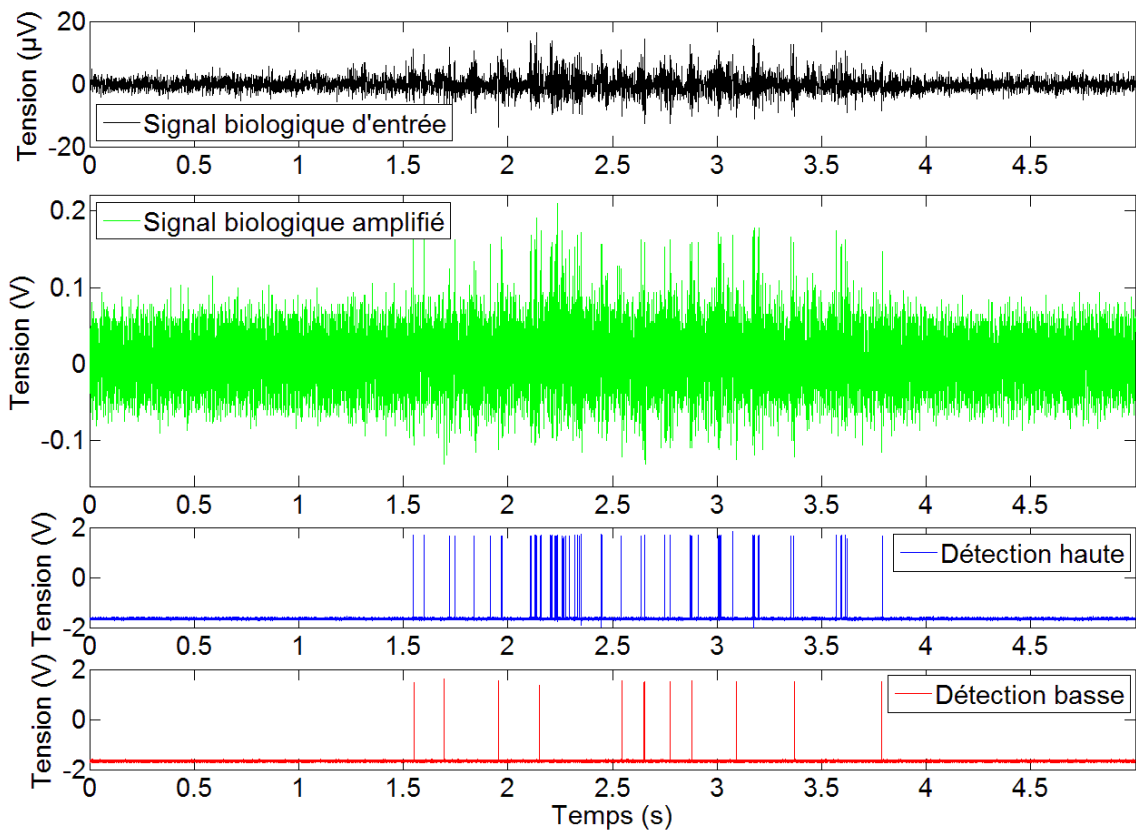 20
0
-20
Tension (µV)
Signal biologique d'entrée
0 0.5 1 1.5 2 2.5 3 3.5 4 4.5
0.2
0.1
0
-0.1
Tension (V)
Signal biologique amplifié
0 0.5 1 1.5 2 2.5 3 3.5 4 4.5
2
0
-2
Tension (V)
Détection haute
0 0.5 1 1.5 2 2.5 3 3.5 4 4.5
2
0
-2
Tension (V)
Détection basse
0 0.5 1 1.5 2 2.5 3 3.5 4 4.5
Temps (s)